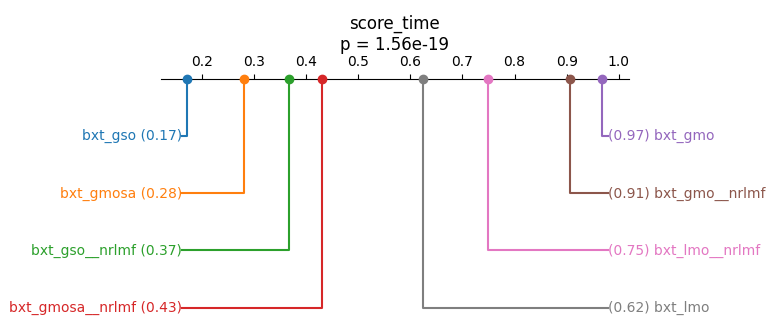 score_time
p = 1.56e-19
0.2 0.3 0.4 0.5 0.6 0.7 0.8 0.9 1.0
bxt_gso (0.17)
(0.97) bxt_gmo
bxt_gmosa (0.28)
(0.91) bxt_gmo__nrlmf
bxt_gso__nrlmf (0.37)
(0.75) bxt_lmo__nrlmf
bxt_gmosa__nrlmf (0.43)
(0.62) bxt_lmo